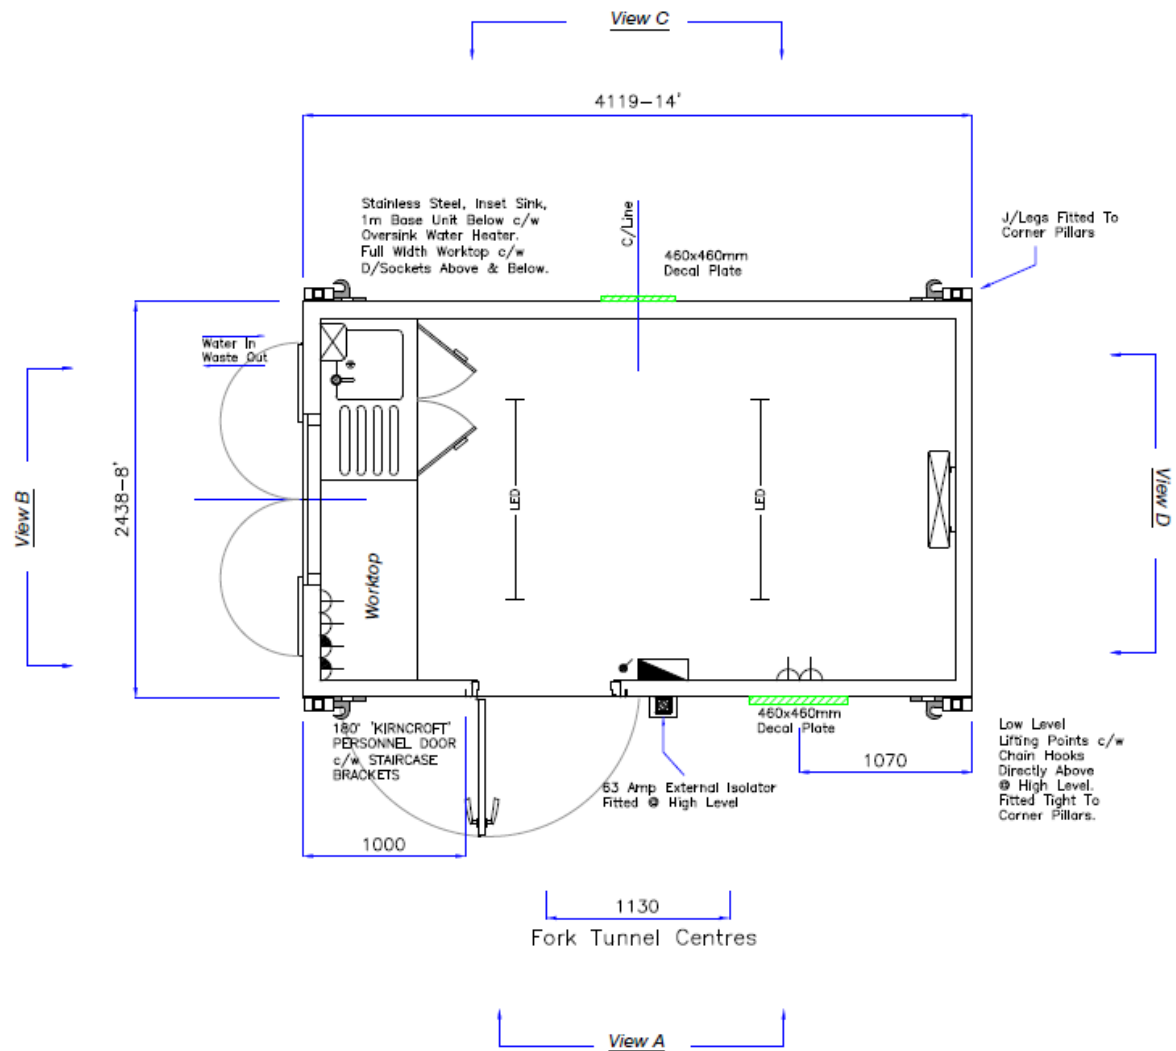 View C
4119-14'
Stainless Steel, Inset Sink,
1m Base Unit Below c/w
Oversink Water Heater.
Full Width Worktop c/w
D/Sockets Above & Below.
C/Line
460x460mm
Decal Plate
J/Legs Fitted To
Corner Pillars
Water In
Waste Out
View B
2438-8'
LED
LED
View D
Worktop
180° 'KIRNCROFT'
PERSONNEL DOOR
c/w STAIRCASE
BRACKETS
460x460mm
Decal Plate
1070
Low Level
Lifting Points c/w
Chain Hooks
Directly Above
@ High Level.
Fitted Tight To
Corner Pillars.
63 Amp External Isolator
Fitted @ High Level
1000
1130
Fork Tunnel Centres
View A